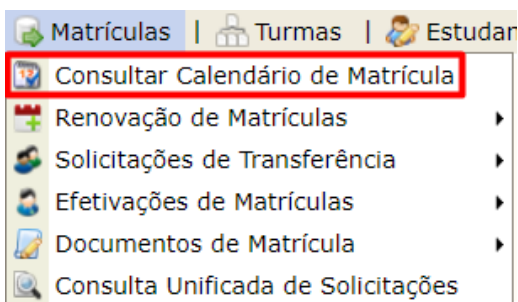 Matrículas | Turmas | Estudan
Consultar Calendário de Matrícula
Renovação de Matrículas
Solicitações de Transferência
Efetivações de Matrículas
Documentos de Matrícula
Consulta Unificada de Solicitações